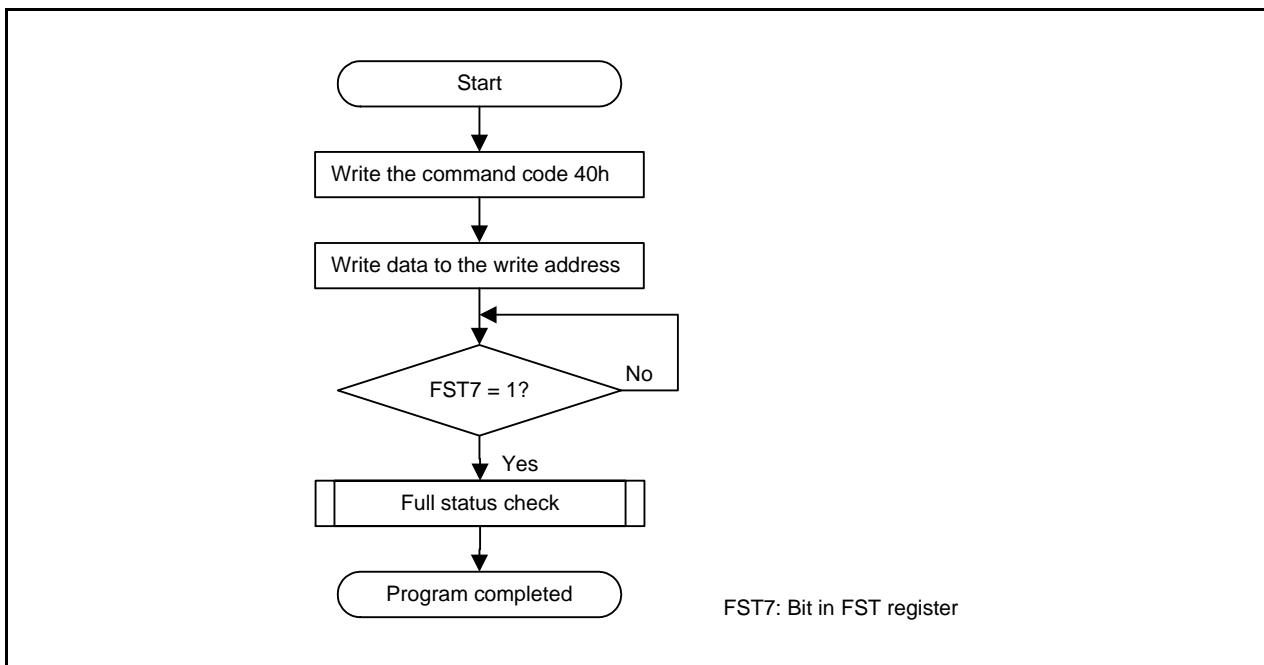 Start
Write the command code 40h
Write data to the write address
FST7 = 1?
No
Yes
Full status check
Program completed
FST7: Bit in FST register